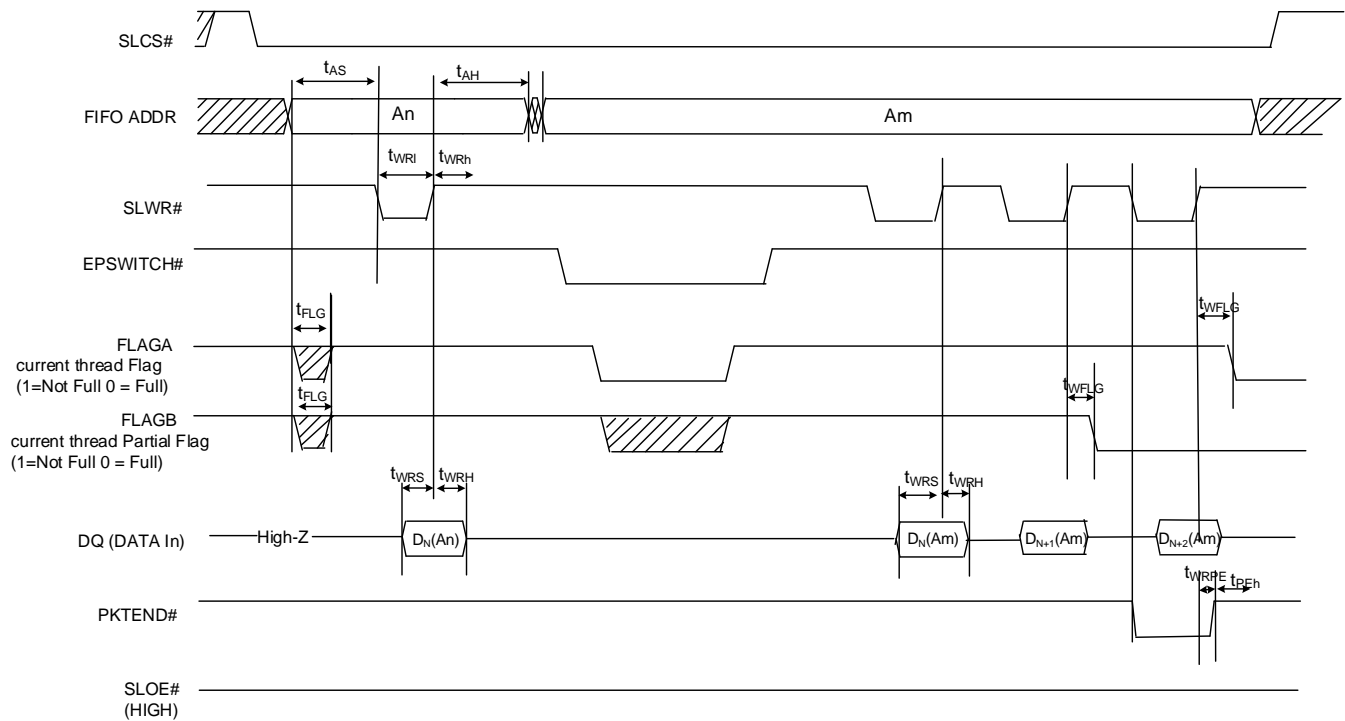 SLCS#
tAS
tAH
FIFO ADDR
An
Am
tWRl
tWRh
SLWR#
EPSWITCH#
tFLG
tWFLG
FLAGA
current thread Flag
(1=Not Full 0 = Full)
tFLG
tWFLG
FLAGB
current thread Partial Flag
(1=Not Full 0 = Full)
tWRS
tWRH
tWRS
tWRH
DQ (DATA In)
High-Z
DN(An)
DN(Am)
DN+1(Am)
DN+2(Am)
tWRPE
tPEh
PKTEND#
SLOE#
(HIGH)